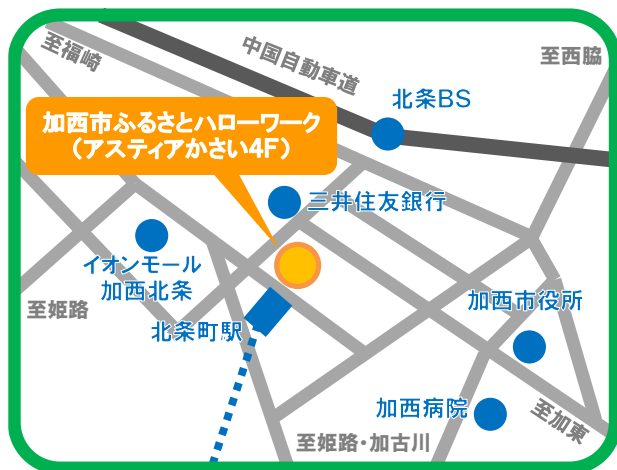 至福崎
中国自動車道
至西脇
北条BS
加西市ふるさとハローワーク
（アスティアかさい4F）
三井住友銀行
イオンモール
加西北条
至姫路
北条町駅
加西市役所
加西病院
至加東
至姫路・加古川